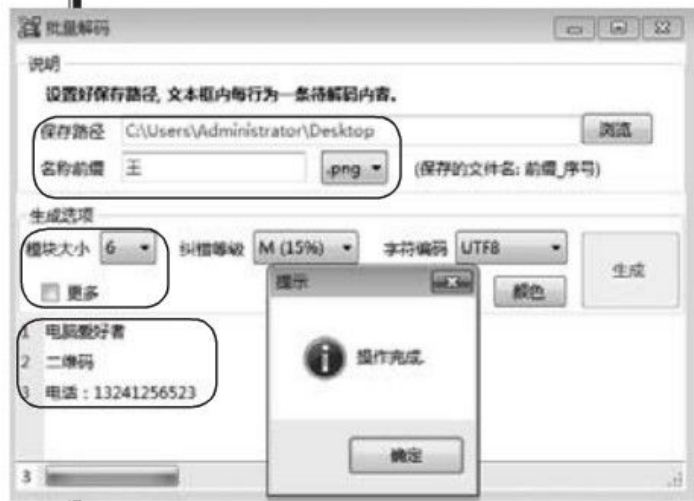 批量解码
说明
设置好保存路径, 文本框内每行为一条待解码内容。
保存路径 C:\Users\Administrator\Desktop 浏览
名称前缀 王 .png (保存的文件名: 前缀_序号)
生成选项
模块大小 6 纠错等级 M (15%) 字符编码 UTF8
更多 颜色 生成
提示
1 电脑爱好者
2 二维码
3 电话：13241256523
操作完成.
确定
3